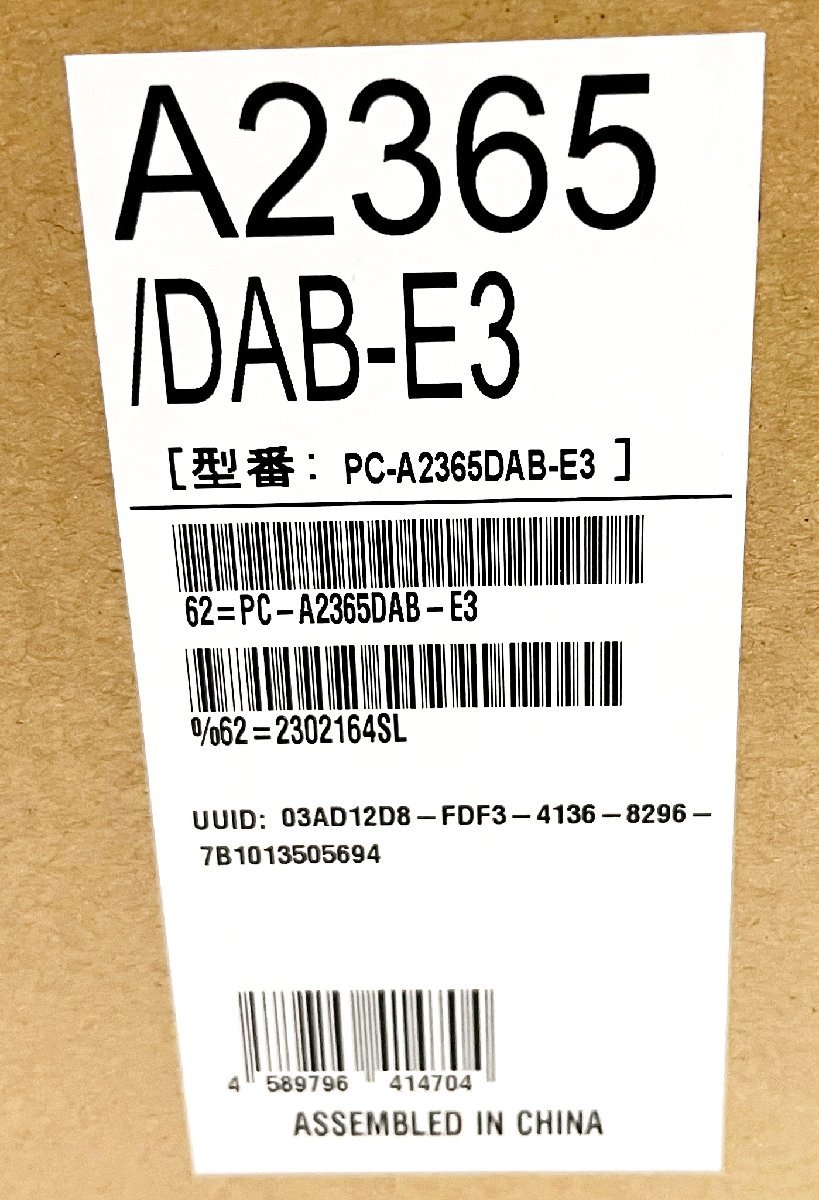 A2365
/DAB-E3
[型番: PC-A2365DAB-E3 ]
62=PC-A2365DAB-E3
%62=2302164SL
UUID: 03AD12D8-FDF3-4136-8296-
7B1013505694
4 589796 414704
ASSEMBLED IN CHINA